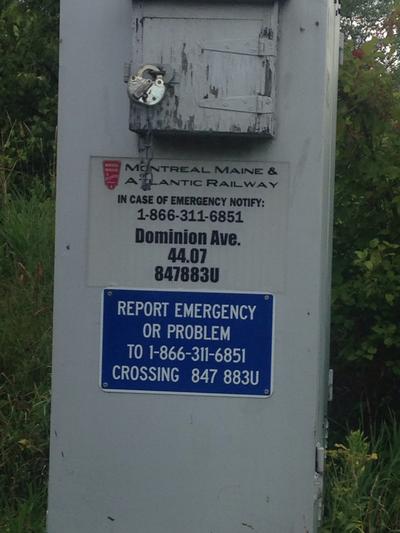 MONTREAL MAINE &
ATLANTIC RAILWAY
IN CASE OF EMERGENCY NOTIFY:
1-866-311-6851
Dominion Ave.
44.07
847883U
REPORT EMERGENCY
OR PROBLEM
TO 1-866-311-6851
CROSSING 847 883U